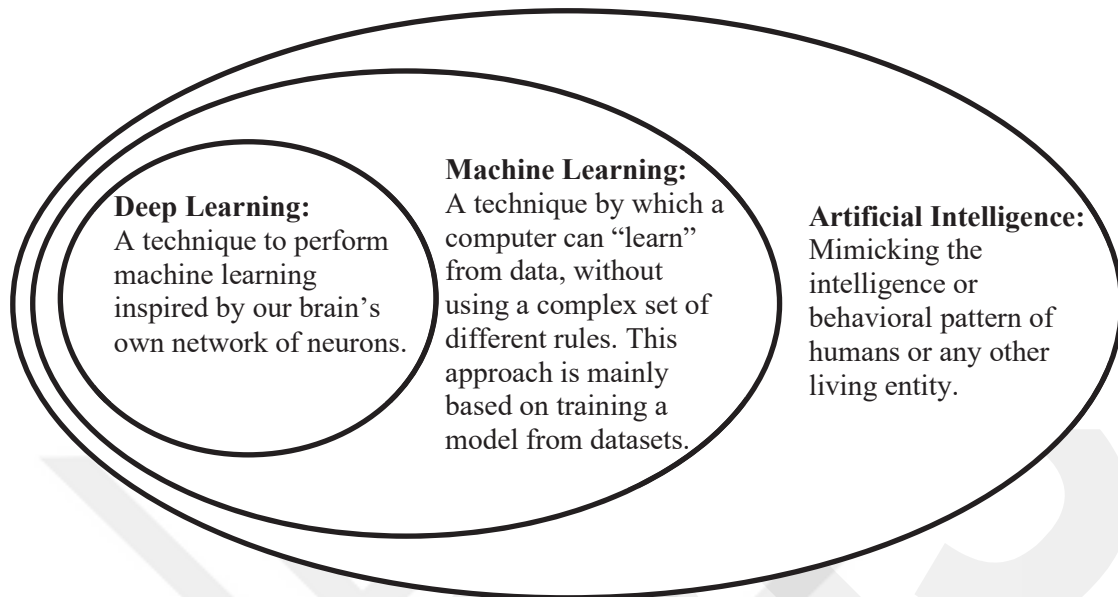 Deep Learning:
A technique to perform
machine learning
inspired by our brain’s
own network of neurons.
Machine Learning:
A technique by which a
computer can “learn”
from data, without
using a complex set of
different rules. This
approach is mainly
based on training a
model from datasets.
Artificial Intelligence:
Mimicking the
intelligence or
behavioral pattern of
humans or any other
living entity.